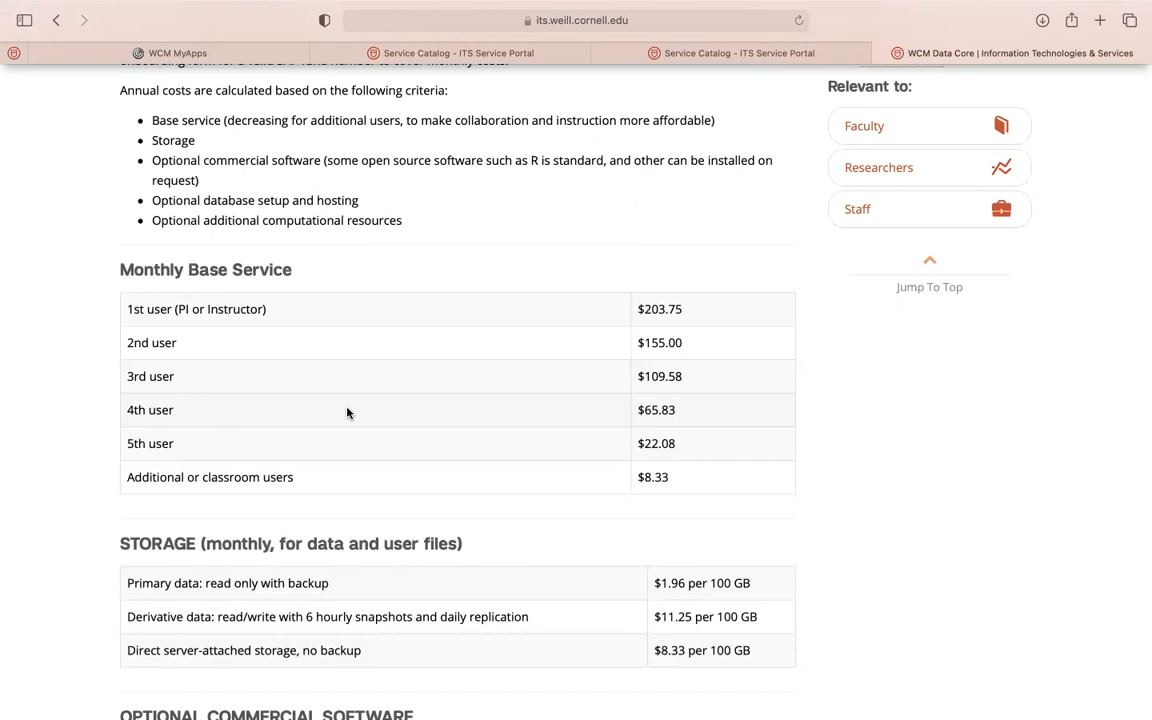 its.weill.cornell.edu
WCM MyApps
Service Catalog - ITS Service Portal
Service Catalog - ITS Service Portal
WCM Data Core | Information Technologies & Services
Annual costs are calculated based on the following criteria:
Base service (decreasing for additional users, to make collaboration and instruction more affordable)
Storage
Optional commercial software (some open source software such as R is standard, and other can be installed on
request)
Optional database setup and hosting
Optional additional computational resources
Relevant to:
Faculty
Researchers
Staff
Jump To Top
Monthly Base Service
1st user (PI or Instructor) $203.75
2nd user $155.00
3rd user $109.58
4th user $65.83
5th user $22.08
Additional or classroom users $8.33
STORAGE (monthly, for data and user files)
Primary data: read only with backup $1.96 per 100 GB
Derivative data: read/write with 6 hourly snapshots and daily replication $11.25 per 100 GB
Direct server-attached storage, no backup $8.33 per 100 GB
OPTIONAL COMMERCIAL SOFTWARE